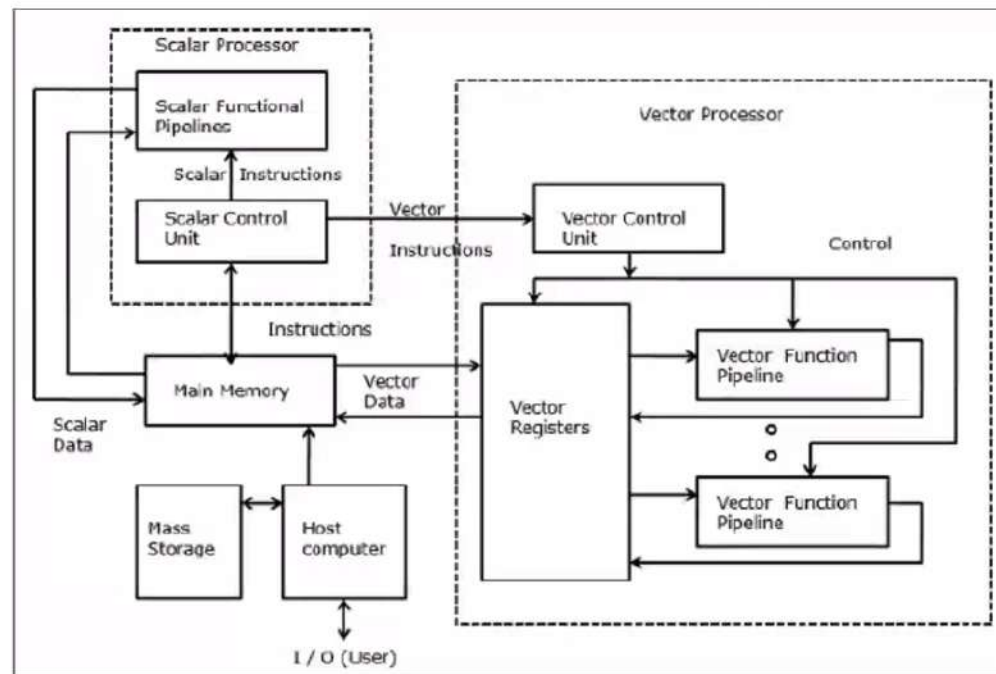 Scalar Processor
Scalar Functional
Pipelines
Scalar Instructions
Scalar Control
Unit
Vector
Instructions
Vector Processor
Vector Control
Unit
Control
Instructions
Main Memory
Vector
Data
Scalar
Data
Vector
Registers
Vector Function
Pipeline
Vector Function
Pipeline
Mass
Storage
Host
computer
I / O (User)